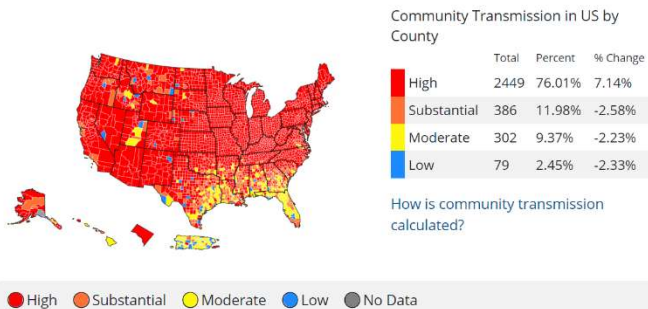 Community Transmission in US by
County
Total Percent % Change
High 2449 76.01% 7.14%
Substantial 386 11.98% -2.58%
Moderate 302 9.37% -2.23%
Low 79 2.45% -2.33%
How is community transmission
calculated?
High Substantial Moderate Low No Data